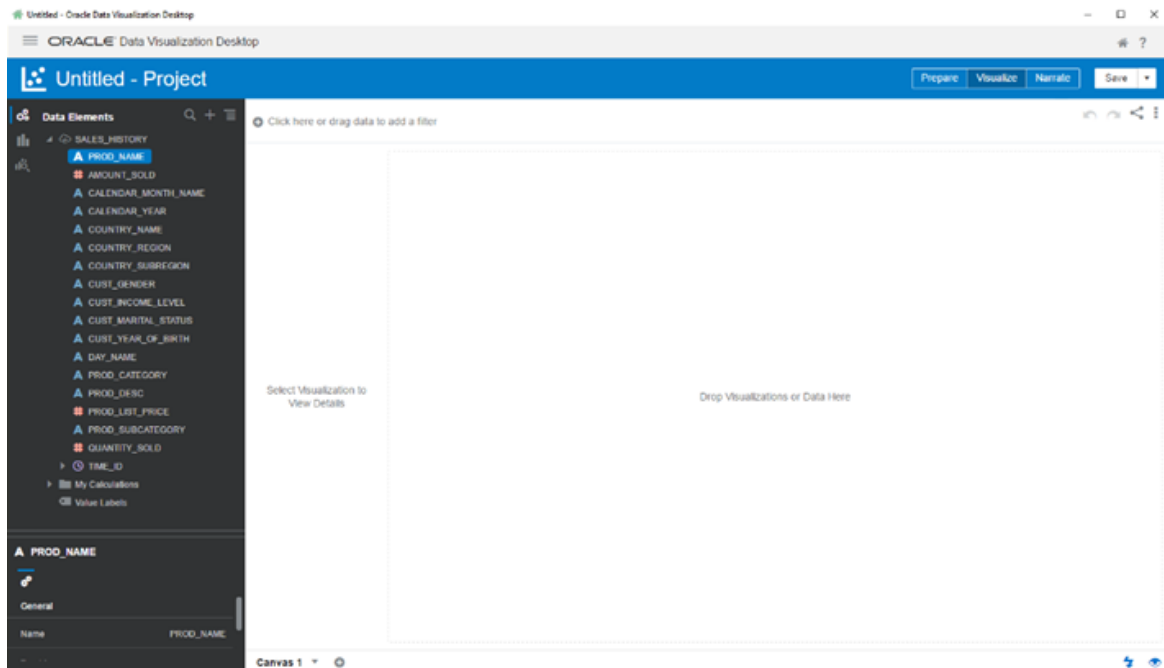 Untitled - Oracle Data Visualization Desktop
ORACLE Data Visualization Desktop
?
Untitled - Project
Prepare Visualize Narrate Save
Data Elements
Click here or drag data to add a filter
SALES_HISTORY
A PROD_NAME
AMOUNT_SOLD
A CALENDAR_MONTH_NAME
A CALENDAR_YEAR
A COUNTRY_NAME
A COUNTRY_REGION
A COUNTRY_SUBREGION
A CUST_GENDER
A CUST_INCOME_LEVEL
A CUST_MARITAL_STATUS
A CUST_YEAR_OF_BIRTH
A DAY_NAME
A PROD_CATEGORY
A PROD_DESC
PROD_LIST_PRICE
A PROD_SUBCATEGORY
QUANTITY_SOLD
TIME_ID
My Calculations
Value Labels
Select Visualization to
View Details
Drop Visualizations or Data Here
A PROD_NAME
General
Name PROD_NAME
Canvas 1